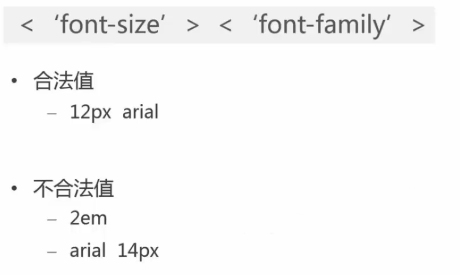 < ‘font-size’ > < ‘font-family’ >
• 合法值
– 12px arial
• 不合法值
– 2em
– arial 14px